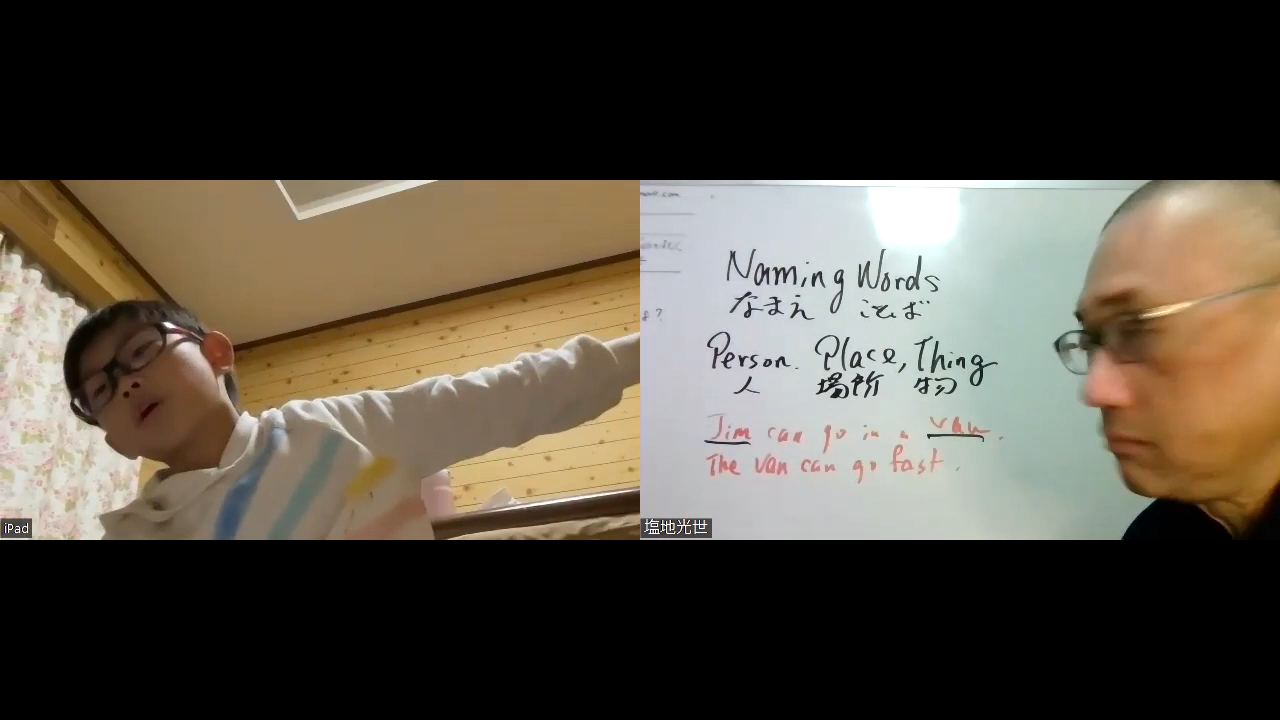 Naming Words
なまえ ことば
Person. Place, Thing
人 場所 物
Jim can go in a van.
The van can go fast.
iPad
塩地光世